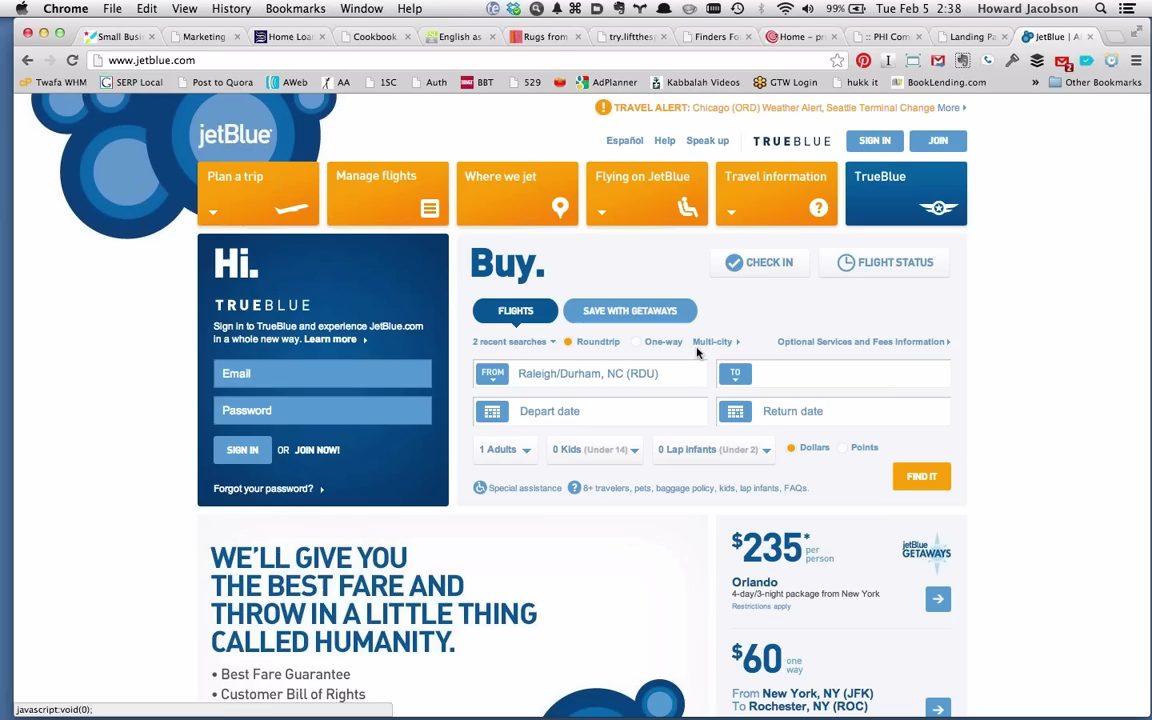 Chrome File Edit View History Bookmarks Window Help 99% Tue Feb 5 2:38 Howard Jacobson
Small Busi Marketing Home Loan Cookbook English as Rugs from try.liftthes Finders Fo Home – pr :: PHI Com Landing Pa JetBlue | Ai
www.jetblue.com
Twafa WHM SERP Local Post to Quora AWeb AA 1SC Auth BBT 529 AdPlanner Kabbalah Videos GTW Login hukk it BookLending.com » Other Bookmarks
TRAVEL ALERT: Chicago (ORD) Weather Alert, Seattle Terminal Change More
jetBlue
Español Help Speak up TRUEBLUE SIGN IN JOIN
Plan a trip Manage flights Where we jet Flying on JetBlue Travel information TrueBlue
Hi.
TRUEBLUE
Sign in to TrueBlue and experience JetBlue.com
in a whole new way. Learn more
Email
Password
SIGN IN OR JOIN NOW!
Forgot your password?
Buy.
CHECK IN FLIGHT STATUS
FLIGHTS SAVE WITH GETAWAYS
2 recent searches Roundtrip One-way Multi-city Optional Services and Fees Information
FROM Raleigh/Durham, NC (RDU) TO
Depart date Return date
1 Adults 0 Kids (Under 14) 0 Lap infants (Under 2) Dollars Points
FIND IT
Special assistance 8+ travelers, pets, baggage policy, kids, lap infants, FAQs.
WE'LL GIVE YOU
THE BEST FARE AND
THROW IN A LITTLE THING
CALLED HUMANITY.
• Best Fare Guarantee
• Customer Bill of Rights
$235* per person
jetBlue GETAWAYS
Orlando
4-day/3-night package from New York
Restrictions apply
$60 one way
From New York, NY (JFK)
To Rochester, NY (ROC)
javascript:void(0);